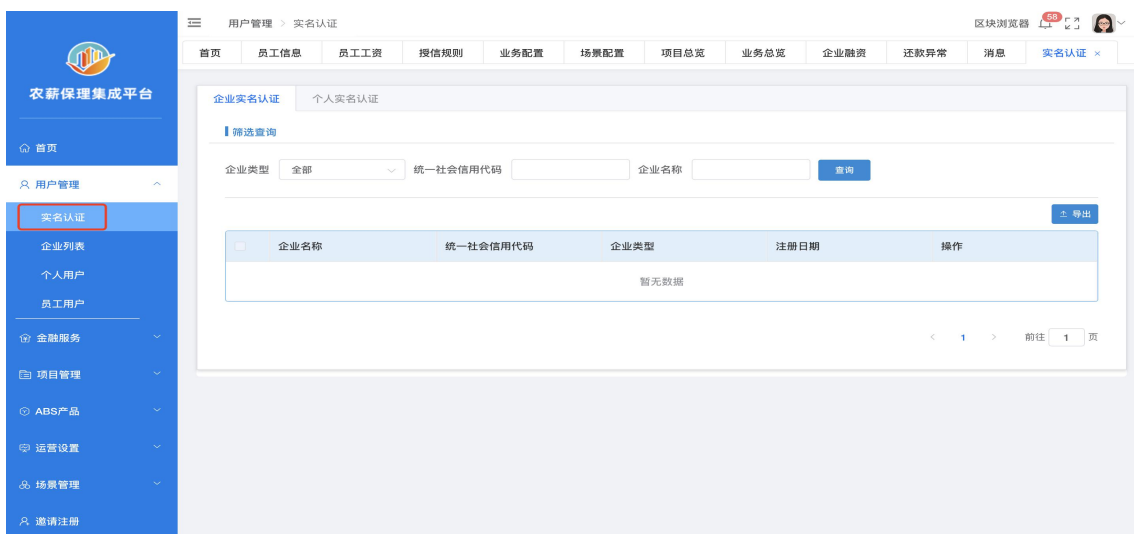 用户管理 > 实名认证
区块浏览器 58
首页 员工信息 员工工资 授信规则 业务配置 场景配置 项目总览 业务总览 企业融资 还款异常 消息 实名认证 ×
农薪保理集成平台
首页
用户管理
实名认证
企业列表
个人用户
员工用户
金融服务
项目管理
ABS产品
运营设置
场景管理
邀请注册
企业实名认证 个人实名认证
筛选查询
企业类型 全部 统一社会信用代码 企业名称 查询
导出
企业名称 统一社会信用代码 企业类型 注册日期 操作
暂无数据
< 1 > 前往 1 页